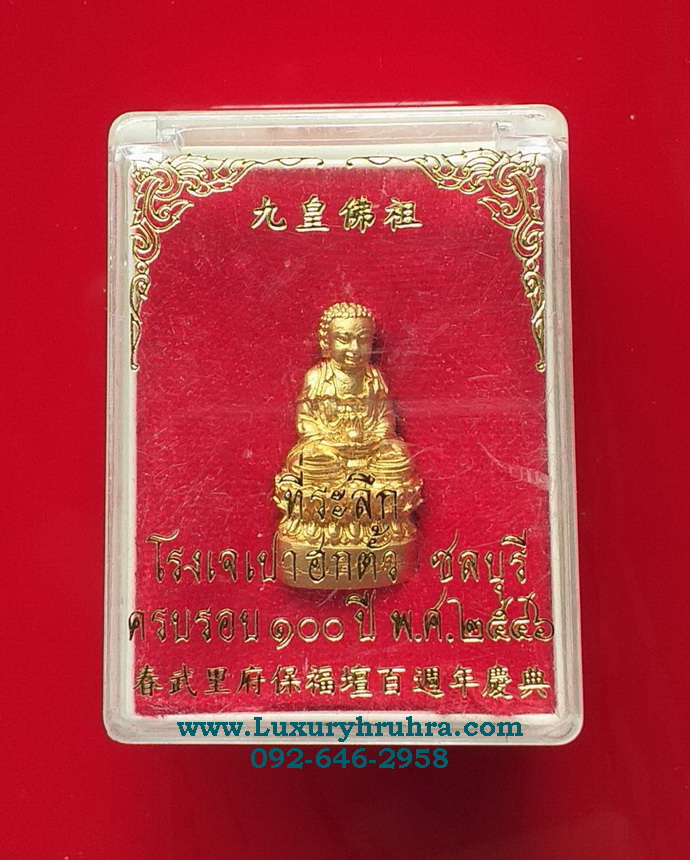 九皇佛祖
ที่ระลึก
โรงเจเปาฮกตั้ว ชลบุรี
ครบรอบ ๑๐๐ ปี พ.ศ.๒๕๔๖
春武里府保福壇百週年慶典
www.Luxuryhruhra.com
092-646-2958